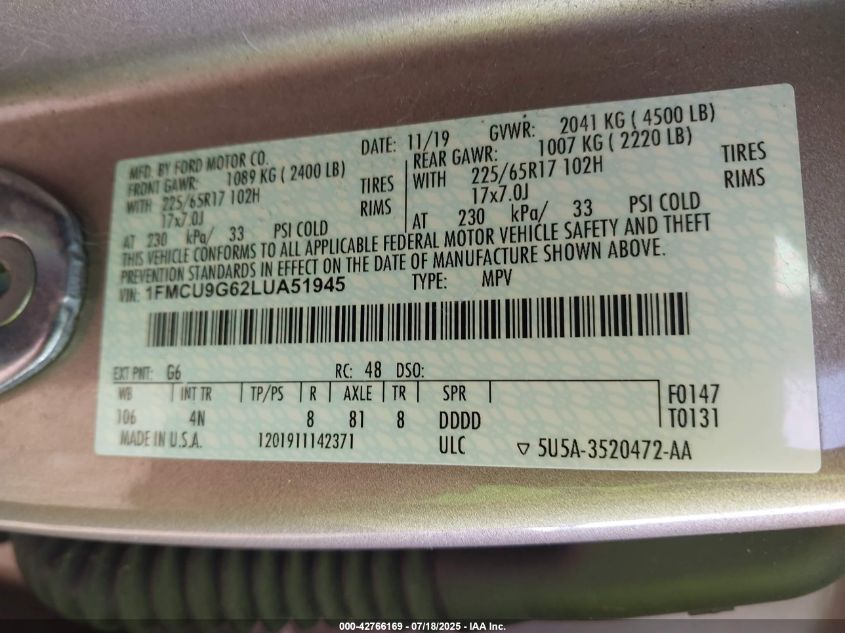 MFD. BY FORD MOTOR CO. DATE: 11/19 GVWR: 2041 KG ( 4500 LB)
FRONT GAWR: 1089 KG ( 2400 LB) REAR GAWR: 1007 KG ( 2220 LB)
WITH 225/65R17 102H TIRES WITH 225/65R17 102H TIRES
17x7.0J RIMS 17x7.0J RIMS
AT 230 kPa/ 33 PSI COLD AT 230 kPa/ 33 PSI COLD
THIS VEHICLE CONFORMS TO ALL APPLICABLE FEDERAL MOTOR VEHICLE SAFETY AND THEFT
PREVENTION STANDARDS IN EFFECT ON THE DATE OF MANUFACTURE SHOWN ABOVE.
VIN: 1FMCU9G62LUA51945 TYPE: MPV
EXT PNT: G6 RC: 48 DSO:
WB INT TR TP/PS R AXLE TR SPR F0147
106 4N 8 81 8 DDDD T0131
MADE IN U.S.A. 1201911142371 ULC ▽ 5U5A-3520472-AA
000-42766169 - 07/18/2025 - IAA Inc.